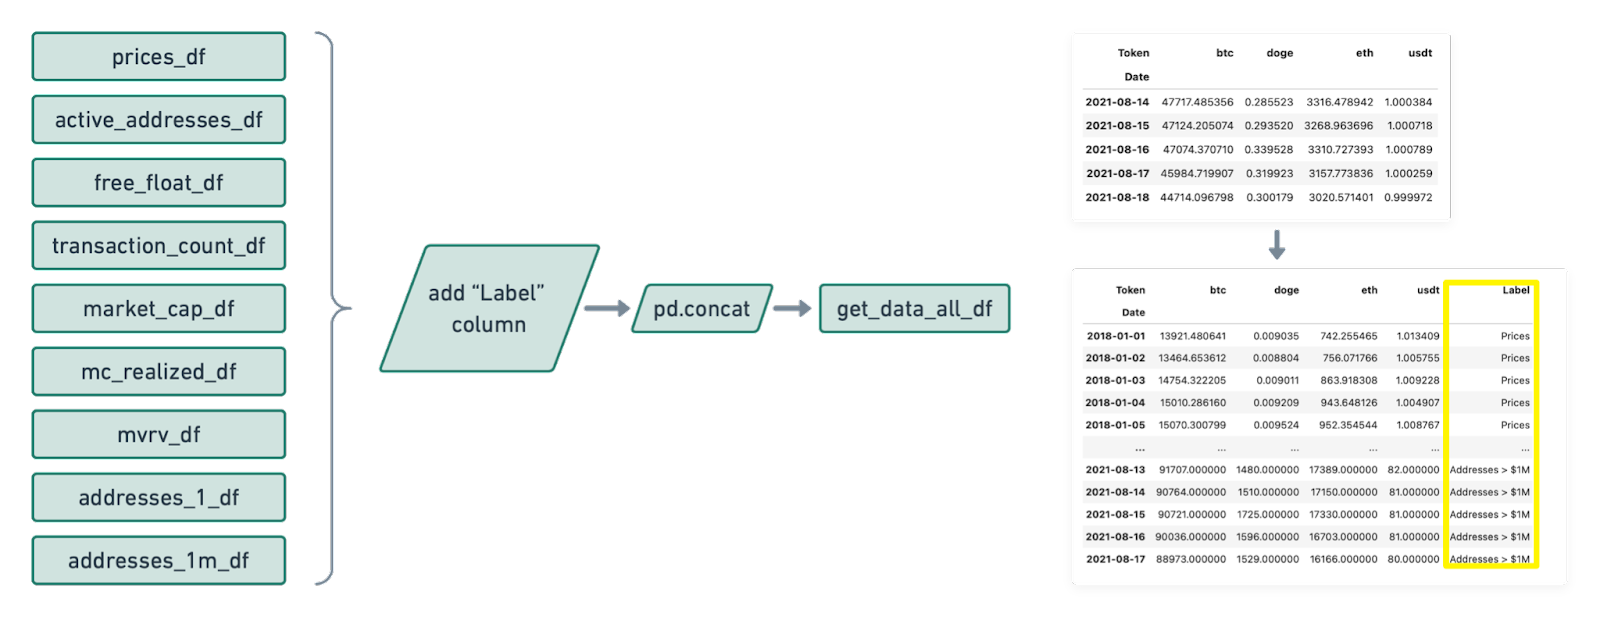 prices_df
active_addresses_df
free_float_df
transaction_count_df
market_cap_df
mc_realized_df
mvrv_df
addresses_1_df
addresses_1m_df
add “Label”
column
pd.concat
get_data_all_df
Token btc doge eth usdt
Date
2021-08-14 47717.485356 0.285523 3316.478942 1.000384
2021-08-15 47124.205074 0.293520 3268.963696 1.000718
2021-08-16 47074.370710 0.339528 3310.727393 1.000789
2021-08-17 45984.719907 0.319923 3157.773836 1.000259
2021-08-18 44714.096798 0.300179 3020.571401 0.999972
Token btc doge eth usdt Label
Date
2018-01-01 13921.480641 0.009035 742.255465 1.013409 Prices
2018-01-02 13464.653612 0.008804 756.071766 1.005755 Prices
2018-01-03 14754.322205 0.009011 863.918308 1.009228 Prices
2018-01-04 15010.286160 0.009209 943.648126 1.004907 Prices
2018-01-05 15070.300799 0.009524 952.354544 1.008767 Prices
... ... ... ... ... ...
2021-08-13 91707.000000 1480.000000 17389.000000 82.000000 Addresses > $1M
2021-08-14 90764.000000 1510.000000 17150.000000 81.000000 Addresses > $1M
2021-08-15 90721.000000 1725.000000 17330.000000 81.000000 Addresses > $1M
2021-08-16 90036.000000 1596.000000 16703.000000 81.000000 Addresses > $1M
2021-08-17 88973.000000 1529.000000 16166.000000 80.000000 Addresses > $1M